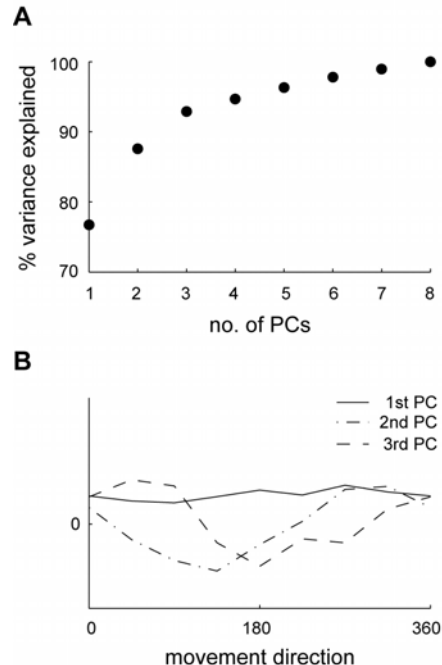 A
100
90
80
70
% variance explained
1 2 3 4 5 6 7 8
no. of PCs
B
1st PC
2nd PC
3rd PC
0
0 180 360
movement direction